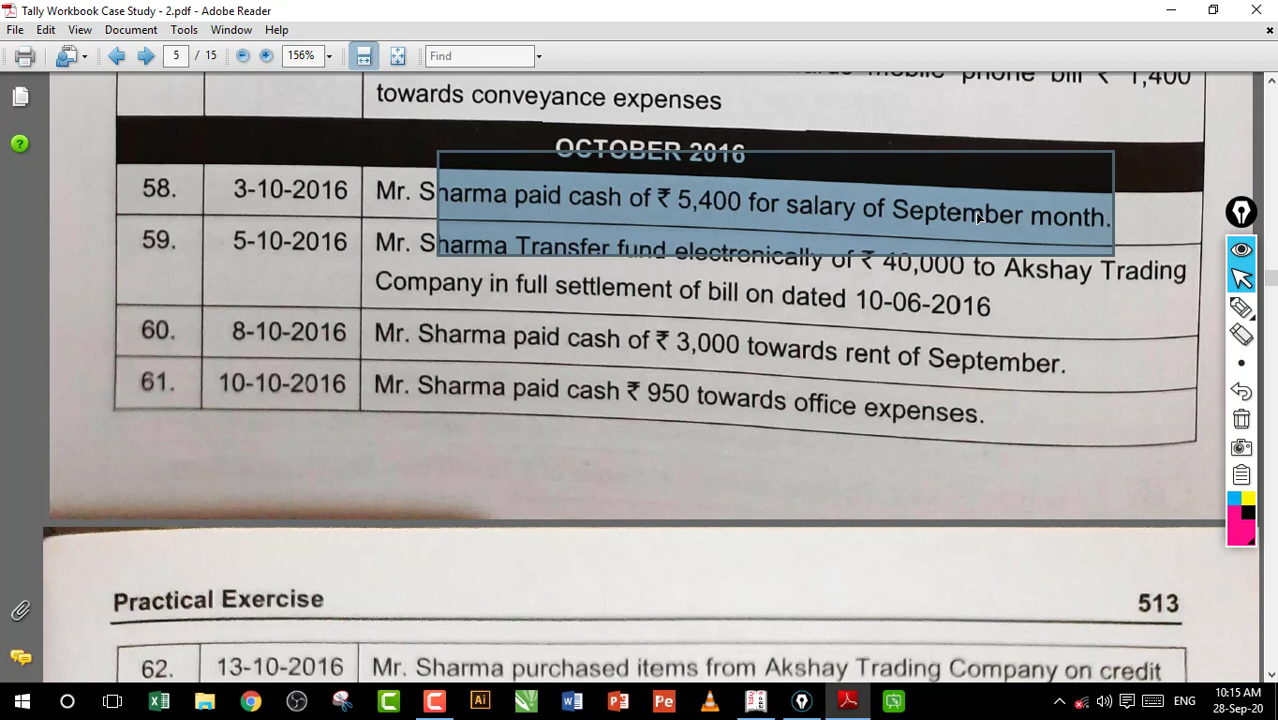 Tally Workbook Case Study - 2.pdf - Adobe Reader
File Edit View Document Tools Window Help
5 / 15 156% Find
mobile phone bill ₹ 1,400
towards conveyance expenses
OCTOBER 2016
58. 3-10-2016 Mr. Sharma paid cash of ₹ 5,400 for salary of September month.
59. 5-10-2016 Mr. Sharma Transfer fund electronically of ₹ 40,000 to Akshay Trading
Company in full settlement of bill on dated 10-06-2016
60. 8-10-2016 Mr. Sharma paid cash of ₹ 3,000 towards rent of September.
61. 10-10-2016 Mr. Sharma paid cash ₹ 950 towards office expenses.
Practical Exercise 513
62. 13-10-2016 Mr. Sharma purchased items from Akshay Trading Company on credit
ENG
10:15 AM
28-Sep-20